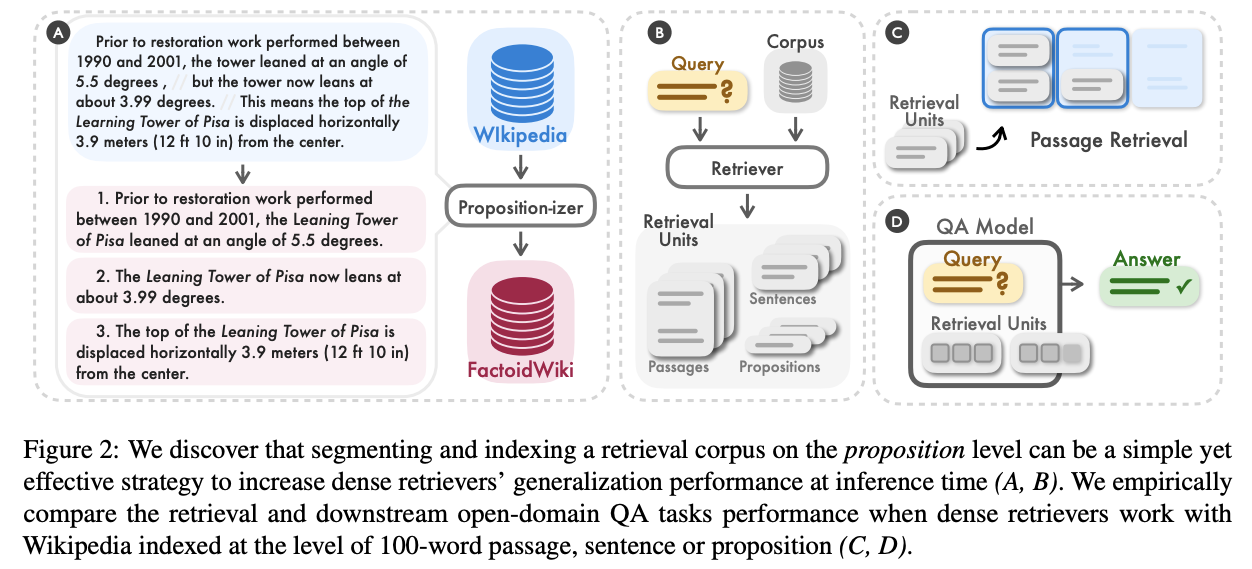 A
Prior to restoration work performed between
1990 and 2001, the tower leaned at an angle of
5.5 degrees , // but the tower now leans at
about 3.99 degrees. // This means the top of the
Learning Tower of Pisa is displaced horizontally
3.9 meters (12 ft 10 in) from the center.
1. Prior to restoration work performed
between 1990 and 2001, the Leaning Tower
of Pisa leaned at an angle of 5.5 degrees.
2. The Leaning Tower of Pisa now leans at
about 3.99 degrees.
3. The top of the Leaning Tower of Pisa is
displaced horizontally 3.9 meters (12 ft 10 in)
from the center.
WIkipedia
Proposition-izer
FactoidWiki
B
Query
?
Corpus
Retriever
Retrieval
Units
Passages
Sentences
Propositions
C
Retrieval
Units
Passage Retrieval
D
QA Model
Query
?
Retrieval Units
Answer
Figure 2: We discover that segmenting and indexing a retrieval corpus on the proposition level can be a simple yet
effective strategy to increase dense retrievers’ generalization performance at inference time (A, B). We empirically
compare the retrieval and downstream open-domain QA tasks performance when dense retrievers work with
Wikipedia indexed at the level of 100-word passage, sentence or proposition (C, D).